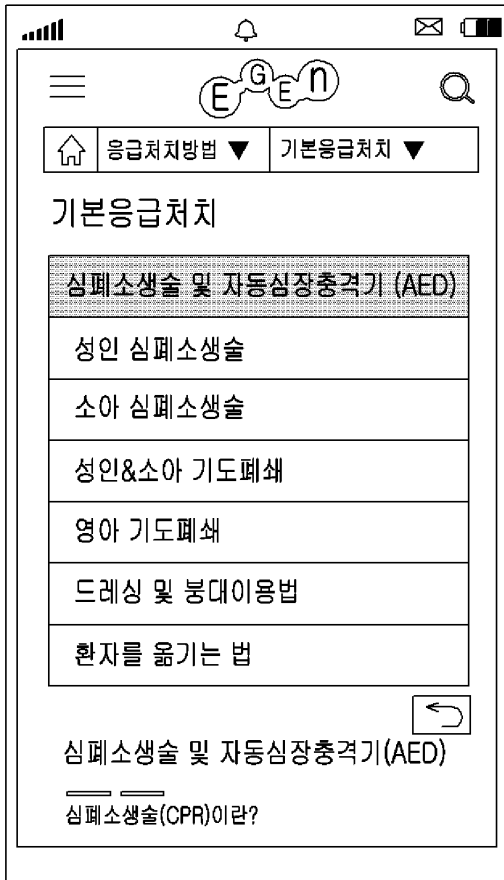 EGEn
응급처치방법 ▼ 기본응급처치 ▼
기본응급처치
심폐소생술 및 자동심장충격기 (AED)
성인 심폐소생술
소아 심폐소생술
성인&소아 기도폐쇄
영아 기도폐쇄
드레싱 및 붕대이용법
환자를 옮기는 법
심폐소생술 및 자동심장충격기(AED)
심폐소생술(CPR)이란?